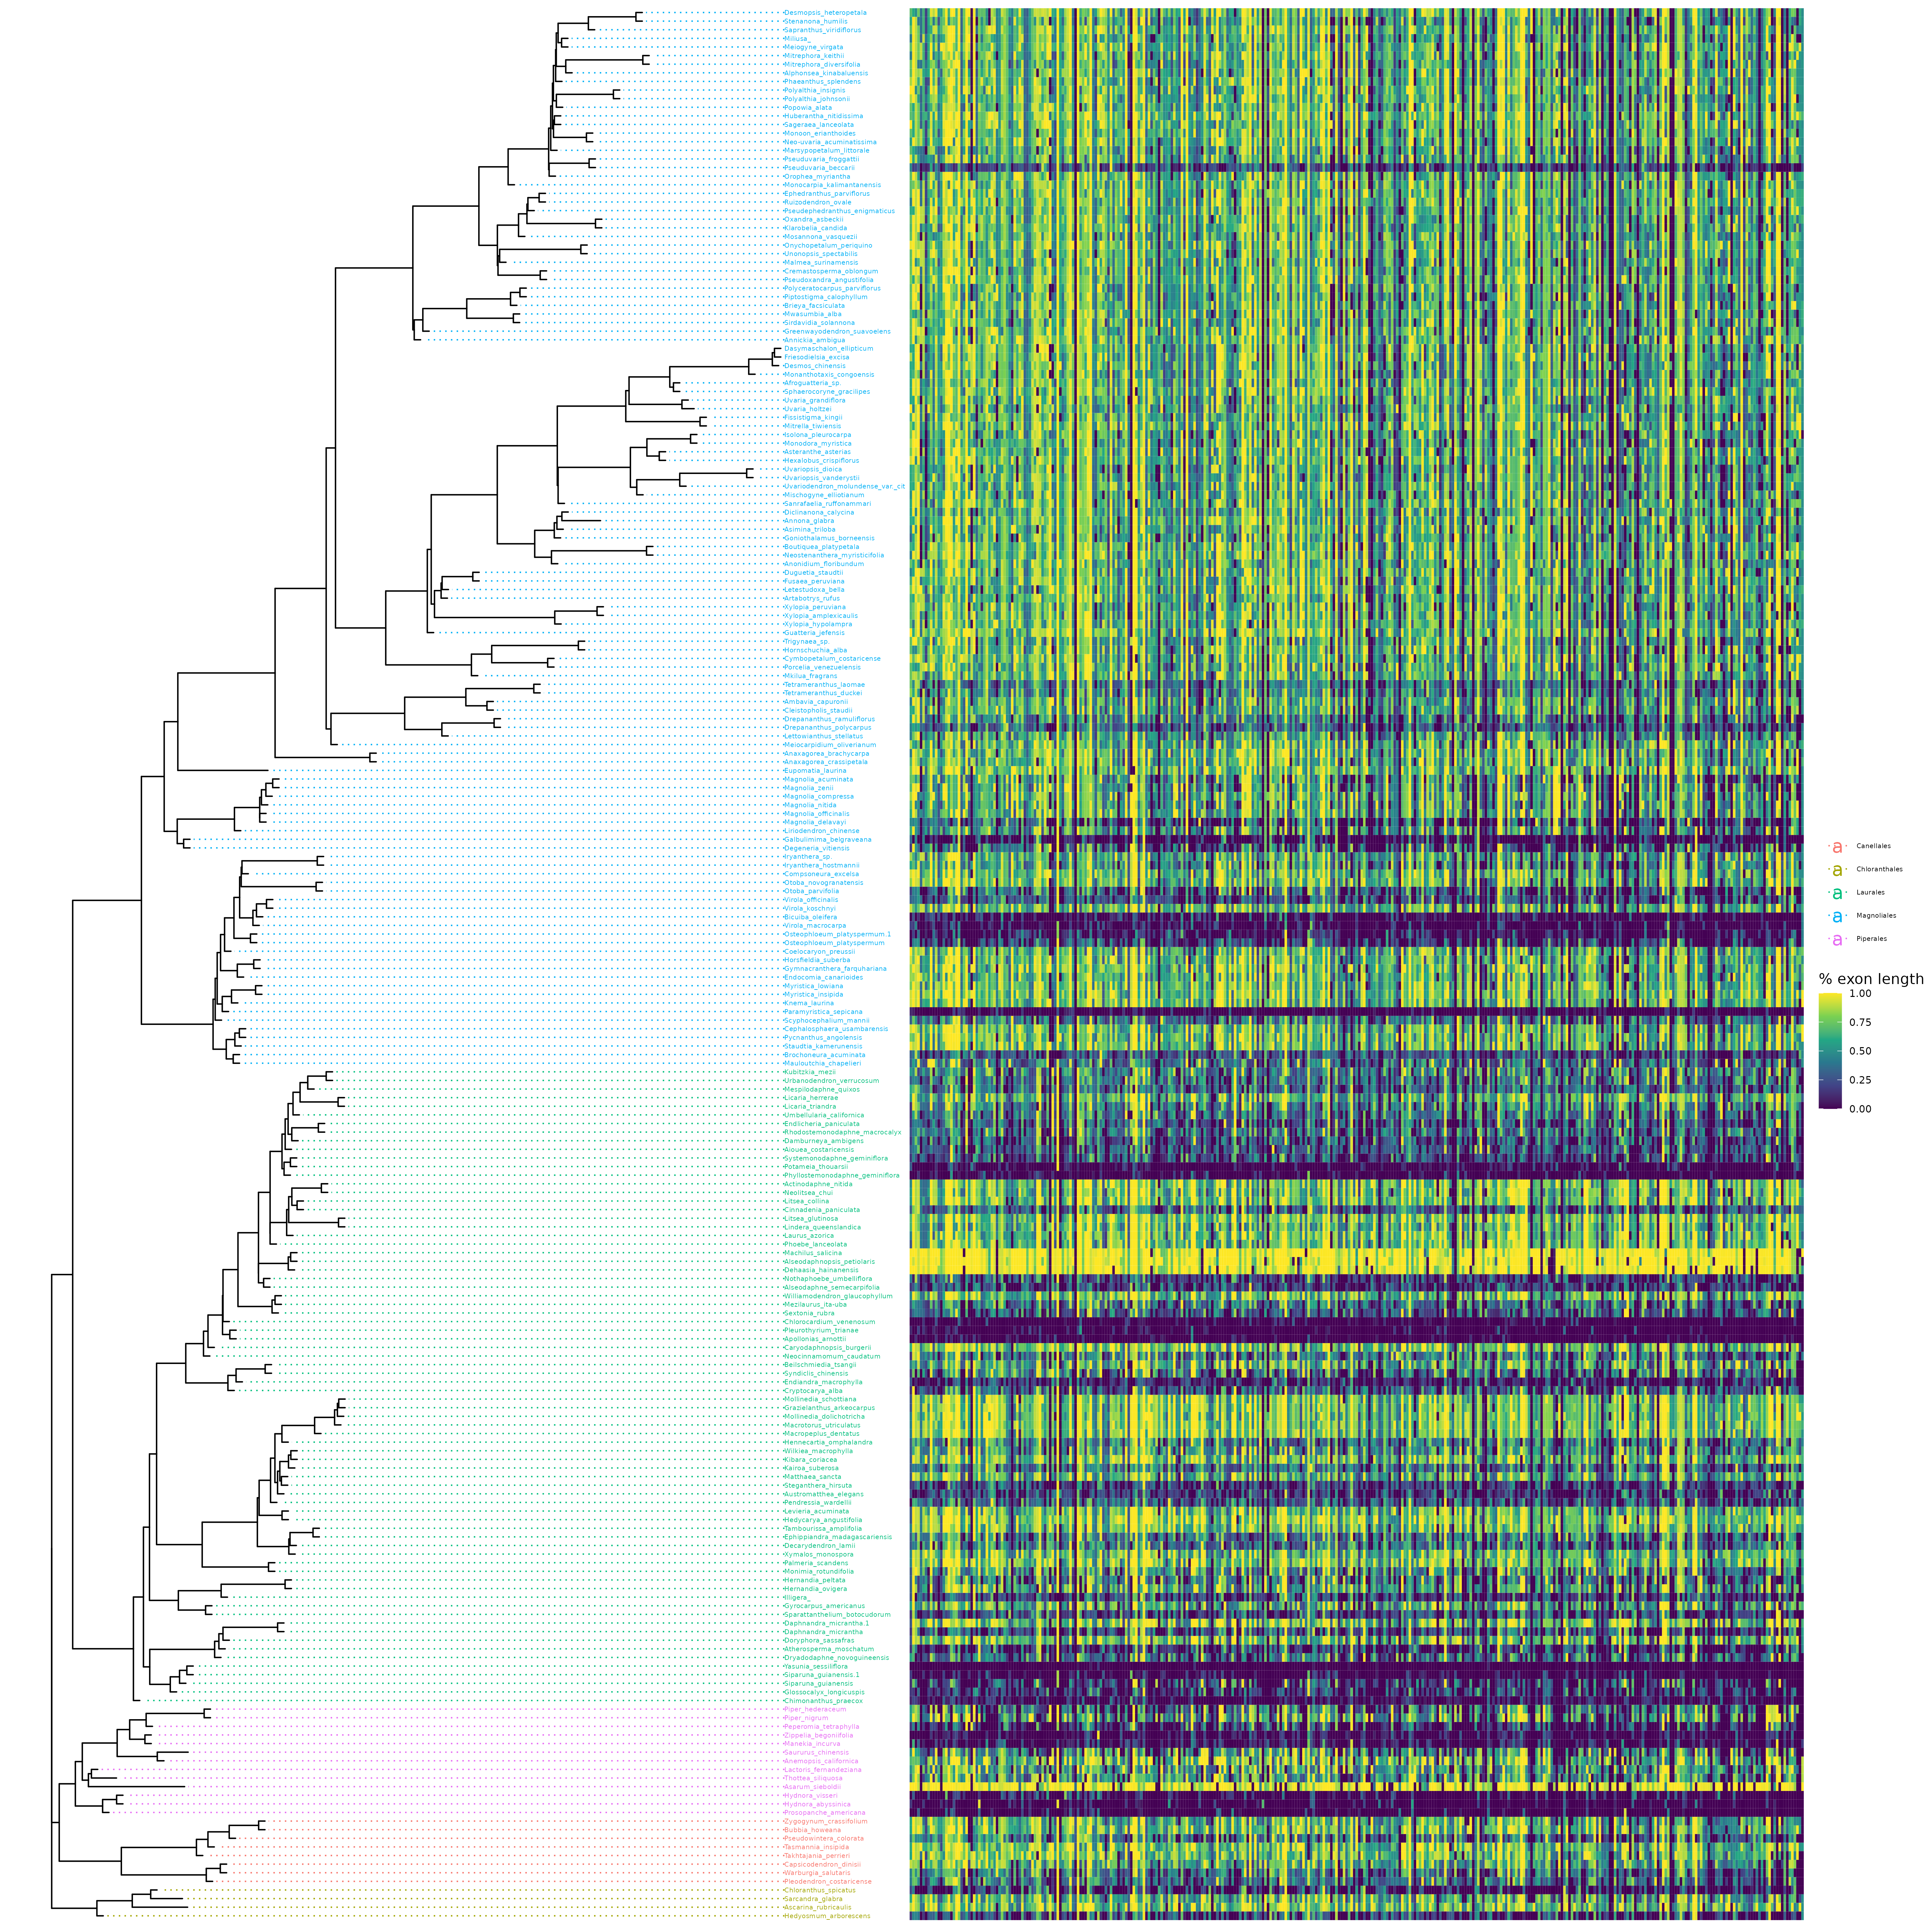 Desmopsis_heteropetala
Stenanona_humilis
Sapranthus_viridiflorus
Miliusa_
Meiogyne_virgata
Mitrephora_keithii
Mitrephora_diversifolia
Alphonsea_kinabaluensis
Phaeanthus_splendens
Polyalthia_insignis
Polyalthia_johnsonii
Popowia_alata
Huberantha_nitidissima
Sageraea_lanceolata
Monoon_erianthoides
Neo-uvaria_acuminatissima
Marsypopetalum_littorale
Pseuduvaria_froggattii
Pseuduvaria_beccarii
Orophea_myriantha
Monocarpia_kalimantanensis
Ephedranthus_parviflorus
Ruizodendron_ovale
Pseudephedranthus_enigmaticus
Oxandra_asbeckii
Klarobelia_candida
Mosannona_vasquezii
Onychopetalum_periquino
Unonopsis_spectabilis
Malmea_surinamensis
Cremastosperma_oblongum
Pseudoxandra_angustifolia
Polyceratocarpus_parviflorus
Piptostigma_calophyllum
Brieya_fasciculata
Mwasumbia_alba
Sirdavidia_solannona
Greenwayodendron_suavoelens
Annickia_ambigua
Dasymaschalon_ellipticum
Friesodielsia_excisa
Desmos_chinensis
Monanthotaxis_congoensis
Afroguatteria_sp.
Sphaerocoryne_gracilipes
Uvaria_grandiflora
Uvaria_holtzei
Fissistigma_kingii
Mitrella_tiwiensis
Isolona_pleurocarpa
Monodora_myristica
Asteranthe_asterias
Hexalobus_crispiflorus
Uvariopsis_dioica
Uvariopsis_vanderystii
Uvariodendron_molundense_var._cit
Mischogyne_elliotianum
Sanrafaelia_ruffonammari
Diclinanona_calycina
Annona_glabra
Asimina_triloba
Goniothalamus_borneensis
Boutiquea_platypetala
Neostenanthera_myristicifolia
Anonidium_floribundum
Duguetia_staudtii
Fusaea_peruviana
Letestudoxa_bella
Artabotrys_rufus
Xylopia_peruviana
Xylopia_amplexicaulis
Xylopia_hypolampra
Guatteria_jefensis
Trigynaea_sp.
Hornschuchia_alba
Cymbopetalum_costaricense
Porcelia_venezuelensis
Mkilua_fragrans
Tetrameranthus_laomae
Tetrameranthus_duckei
Ambavia_capuronii
Cleistopholis_staudii
Drepananthus_ramuliflorus
Drepananthus_polycarpus
Lettowianthus_stellatus
Meiocarpidium_oliverianum
Anaxagorea_brachycarpa
Anaxagorea_crassipetala
Eupomatia_laurina
Magnolia_acuminata
Magnolia_zenii
Magnolia_compressa
Magnolia_nitida
Magnolia_officinalis
Magnolia_delavayi
Liriodendron_chinense
Galbulimima_belgraveana
Degeneria_vitiensis
Iryanthera_sp.
Iryanthera_hostmannii
Compsoneura_excelsa
Otoba_novogranatensis
Otoba_parvifolia
Virola_officinalis
Virola_koschnyi
Bicuiba_oleifera
Virola_macrocarpa
Osteophloeum_platyspermum.1
Osteophloeum_platyspermum
Coelocaryon_preussii
Horsfieldia_suberba
Gymnacranthera_farquhariana
Endocomia_canarioides
Myristica_lowiana
Myristica_insipida
Knema_laurina
Paramyristica_sepicana
Scyphocephalium_mannii
Cephalosphaera_usambarensis
Pycnanthus_angolensis
Staudtia_kamerunensis
Brochoneura_acuminata
Mauloutchia_chapelieri
Kubitzkia_mezii
Urbanodendron_verrucosum
Mespilodaphne_quixos
Licaria_herrerae
Licaria_triandra
Umbellularia_californica
Endlicheria_paniculata
Rhodostemonodaphne_macrocalyx.
Damburneya_ambigens
Aiouea_costaricensis
Systemonodaphne_geminiflora
Potameia_thouarsii
Phyllostemonodaphne_geminiflora
Actinodaphne_nitida
Neolitsea_chui
Litsea_collina
Cinnadenia_paniculata
Litsea_glutinosa
Lindera_queenslandica
Laurus_azorica
Phoebe_lanceolata
Machilus_salicina
Alseodaphnopsis_petiolaris
Dehaasia_hainanensis
Nothaphoebe_umbelliflora
Alseodaphne_semecarpifolia
Williamodendron_glaucophyllum
Mezilaurus_ita-uba
Sextonia_rubra
Chlorocardium_venenosum
Pleurothyrium_trianae
Apollonias_arnottii
Caryodaphnopsis_burgerii
Neocinnamomum_caudatum
Beilschmiedia_tsangii
Syndiclis_chinensis
Endiandra_macrophylla
Cryptocarya_alba
Mollinedia_schottiana
Grazielanthus_arkeocarpus
Mollinedia_dolichotricha
Macrotorus_utriculatus
Macropeplus_dentatus
Hennecartia_omphalandra
Wilkiea_macrophylla
Kibara_coriacea
Kairoa_suberosa
Matthaea_sancta
Steganthera_hirsuta
Austromatthea_elegans
Pendressia_wardellii
Levieria_acuminata
Hedycarya_angustifolia
Tambourissa_amplifolia
Ephippiandra_madagascariensis
Decarydendron_lamii
Xymalos_monospora
Palmeria_scandens
Monimia_rotundifolia
Hernandia_peltata
Hernandia_ovigera
Illigera_
Gyrocarpus_americanus
Sparattanthelium_botocudorum
Daphnandra_micrantha.1
Daphnandra_micrantha
Doryphora_sassafras
Atherosperma_moschatum
Dryadodaphne_novoguineensis
Yasunia_sessiliflora
Siparuna_guianensis.1
Siparuna_guianensis
Glossocalyx_longicuspis
Chimonanthus_praecox
Piper_hederaceum
Piper_nigrum
Peperomia_tetraphylla
Zippelia_begoniifolia
Manekia_incurva
Saururus_chinensis
Anemopsis_californica
Lactoris_fernandeziana
Thottea_siliquosa
Asarum_sieboldii
Hydnora_visseri
Hydnora_abyssinica
Prosopanche_americana
Zygogynum_crassifolium
Bubbia_howeana
Pseudowintera_colorata
Tasmannia_insipida
Takhtajania_perrieri
Capsicodendron_dinisii
Warburgia_salutaris
Pleodendron_costaricense
Chloranthus_spicatus
Sarcandra_glabra
Ascarina_rubricaulis
Hedyosmum_arborescens
a Canellales
a Chloranthales
a Laurales
a Magnoliales
a Piperales
% exon length
1.00
0.75
0.50
0.25
0.00